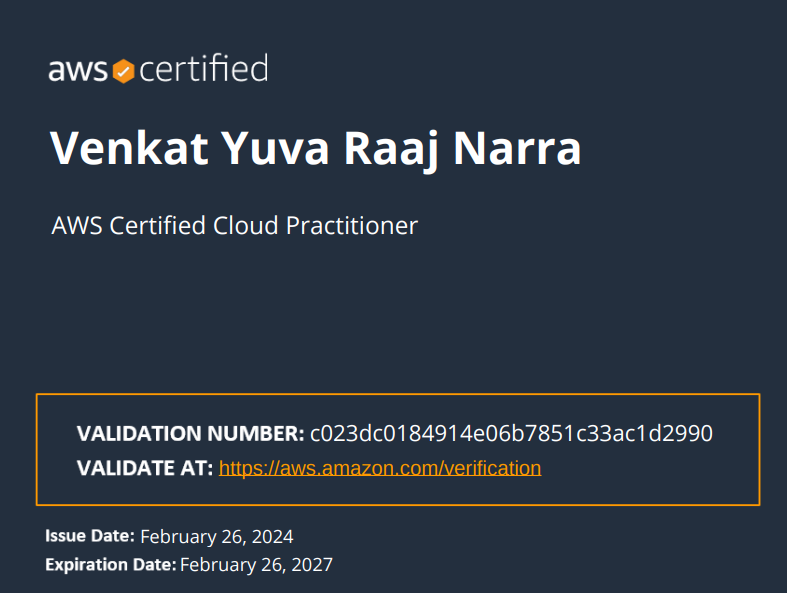 aws certified
Venkat Yuva Raaj Narra
AWS Certified Cloud Practitioner
VALIDATION NUMBER: c023dc0184914e06b7851c33ac1d2990
VALIDATE AT: https://aws.amazon.com/verification
Issue Date: February 26, 2024
Expiration Date: February 26, 2027